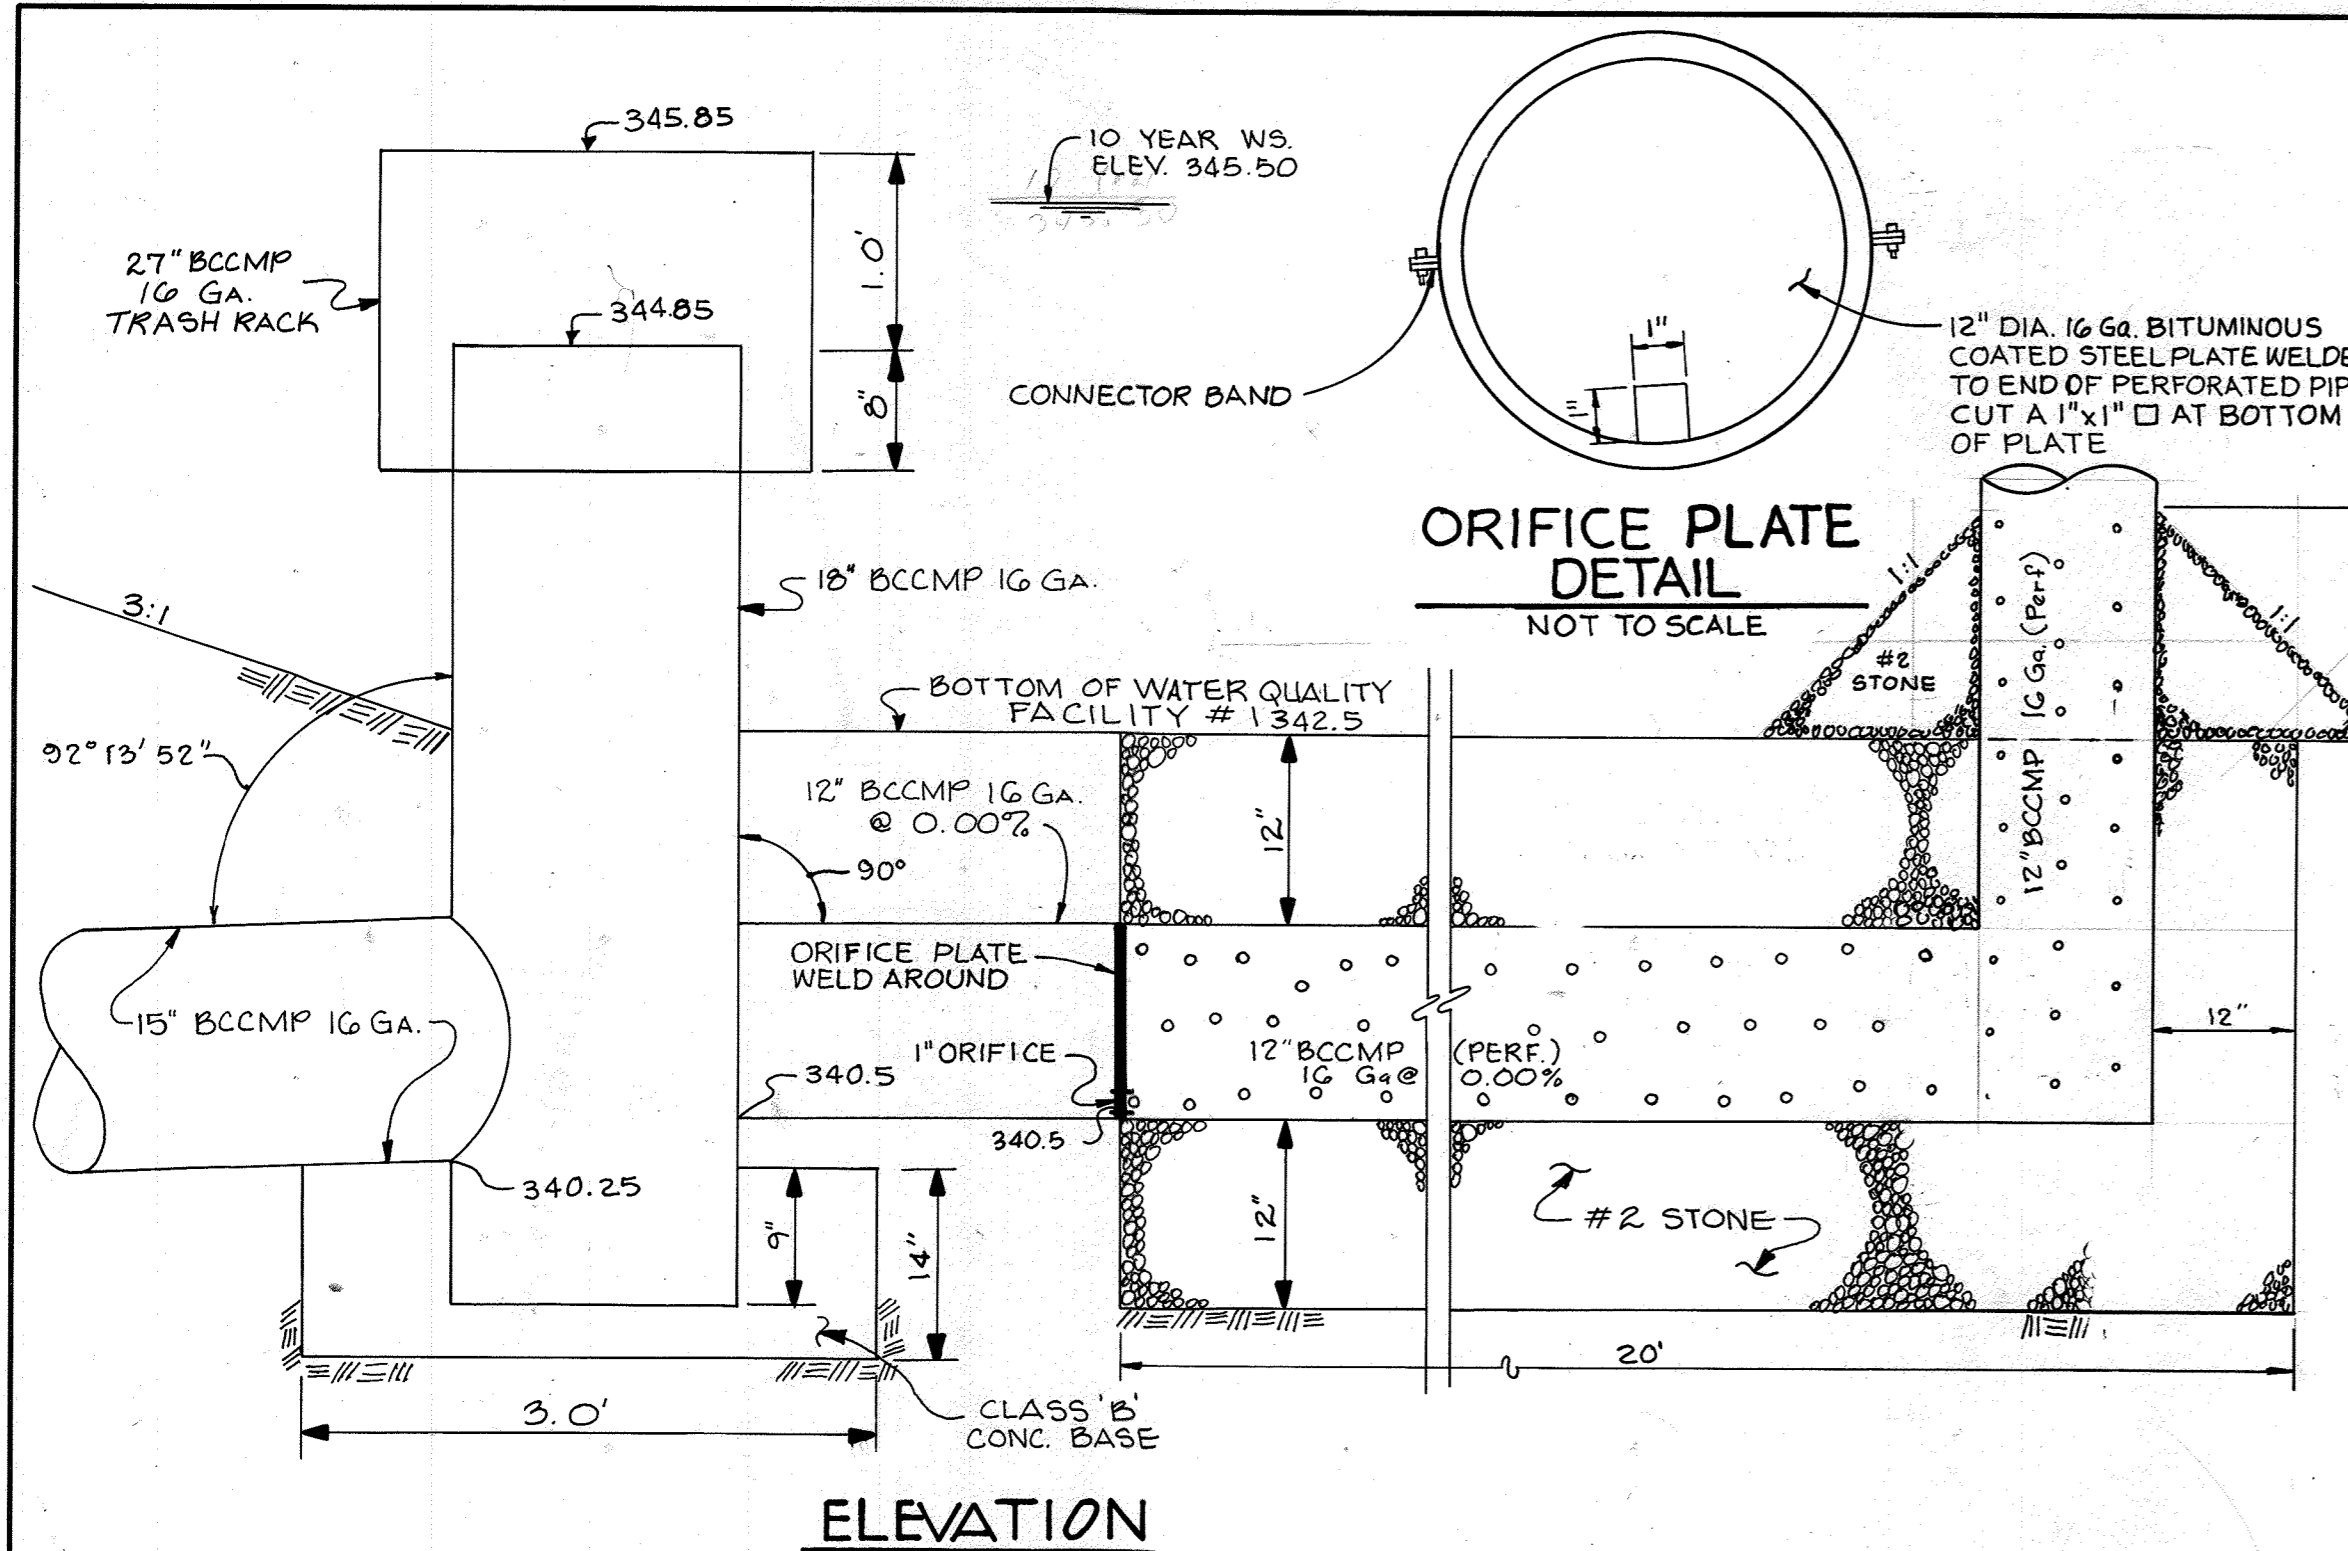 345.85
10 YEAR WS.
ELEV. 345.50
27" BCCMP
16 GA.
TRASH RACK
344.85
1.0'
8"
CONNECTOR BAND
1"
1"
12" DIA. 16 Ga. BITUMINOUS
COATED STEEL PLATE WELDE
TO END OF PERFORATED PIP
CUT A 1"x1" □ AT BOTTOM
OF PLATE
ORIFICE PLATE
DETAIL
NOT TO SCALE
3:1
18" BCCMP 16 GA.
1:1
#2
STONE
12" BCCMP 16 Ga. (Perf)
1:1
BOTTOM OF WATER QUALITY
FACILITY # 1 342.5
92° 13' 52"
12" BCCMP 16 GA.
@ 0.00%
90°
12"
ORIFICE PLATE
WELD AROUND
15" BCCMP 16 GA.
1" ORIFICE
12" BCCMP (PERF.)
16 Ga @ 0.00%
12"
340.5
340.5
340.25
9"
14"
12"
#2 STONE
20'
3.0'
CLASS 'B'
CONC. BASE
ELEVATION